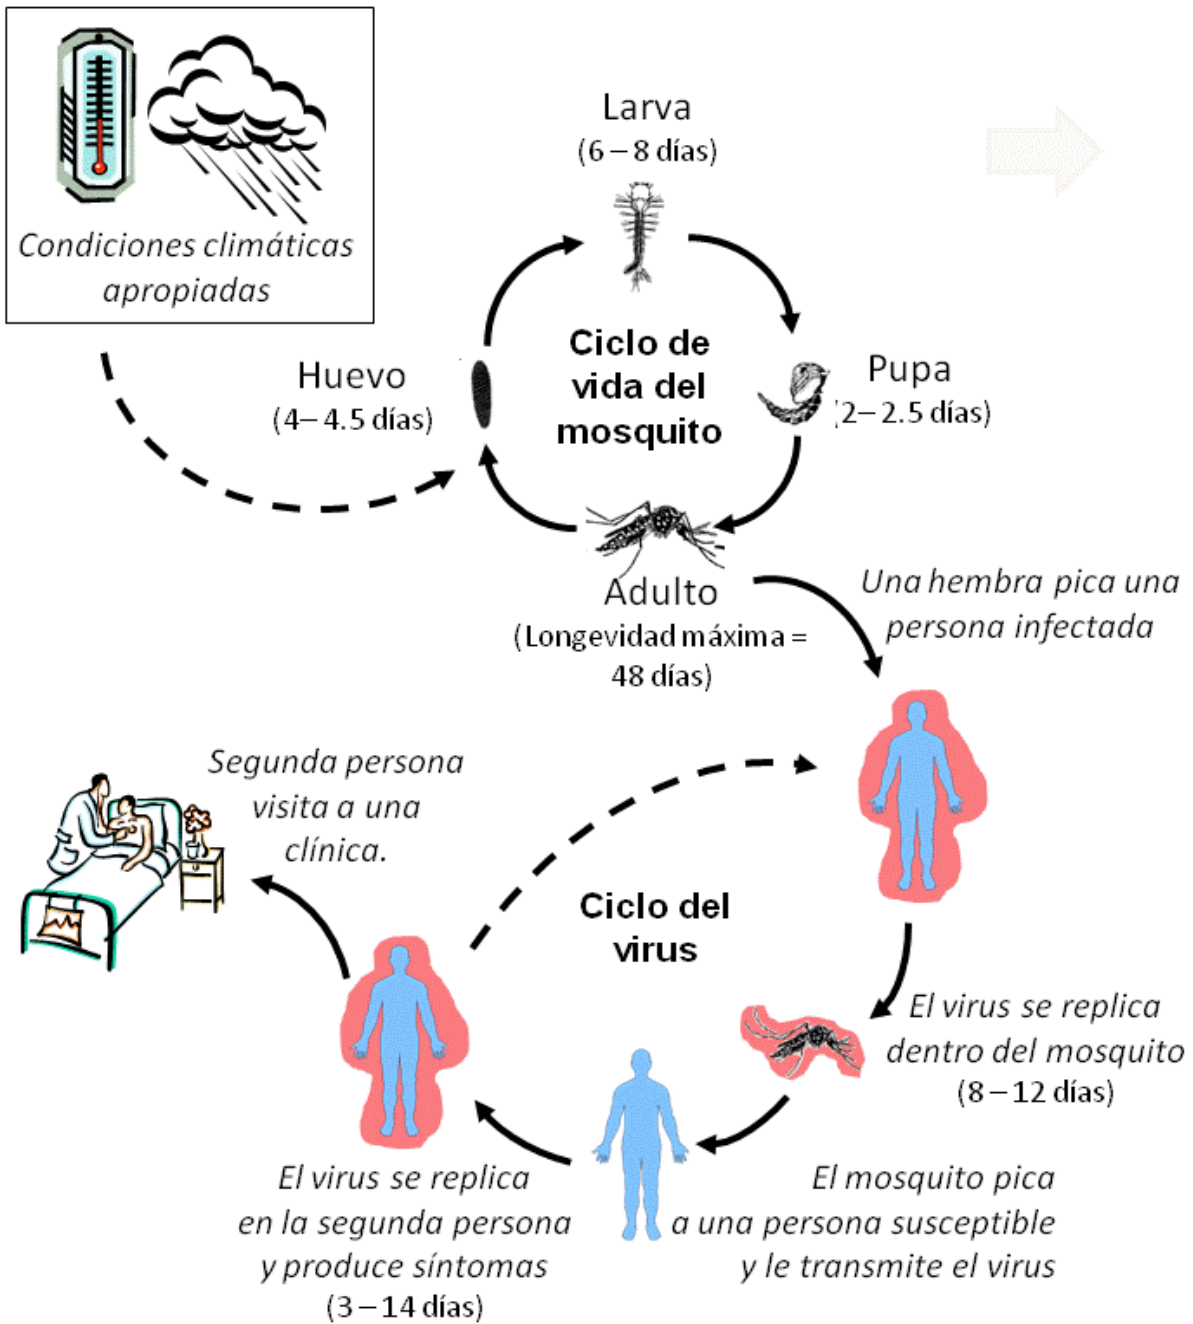 Condiciones climáticas
apropiadas
Larva
(6 – 8 días)
Huevo
(4– 4.5 días)
Ciclo de
vida del
mosquito
Pupa
(2– 2.5 días)
Adulto
(Longevidad máxima =
48 días)
Una hembra pica una
persona infectada
Segunda persona
visita a una
clínica.
Ciclo del
virus
El virus se replica
dentro del mosquito
(8 – 12 días)
El mosquito pica
a una persona susceptible
y le transmite el virus
El virus se replica
en la segunda persona
y produce síntomas
(3 – 14 días)